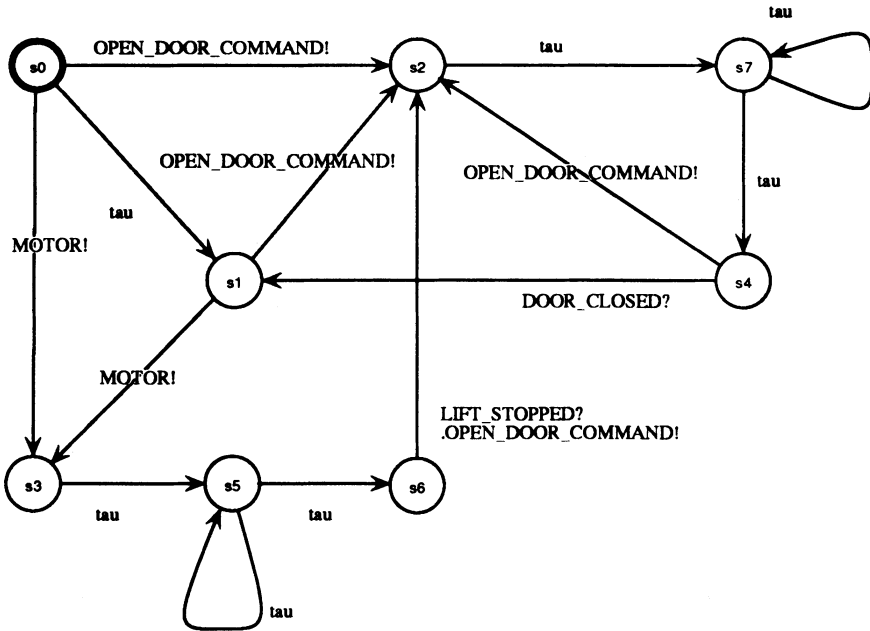 tau
OPEN_DOOR_COMMAND!
tau
s0
s2
s7
OPEN_DOOR_COMMAND!
OPEN_DOOR_COMMAND!
tau
tau
MOTOR!
s1
s4
DOOR_CLOSED?
MOTOR!
LIFT_STOPPED?
.OPEN_DOOR_COMMAND!
s3
s5
s6
tau
tau
tau